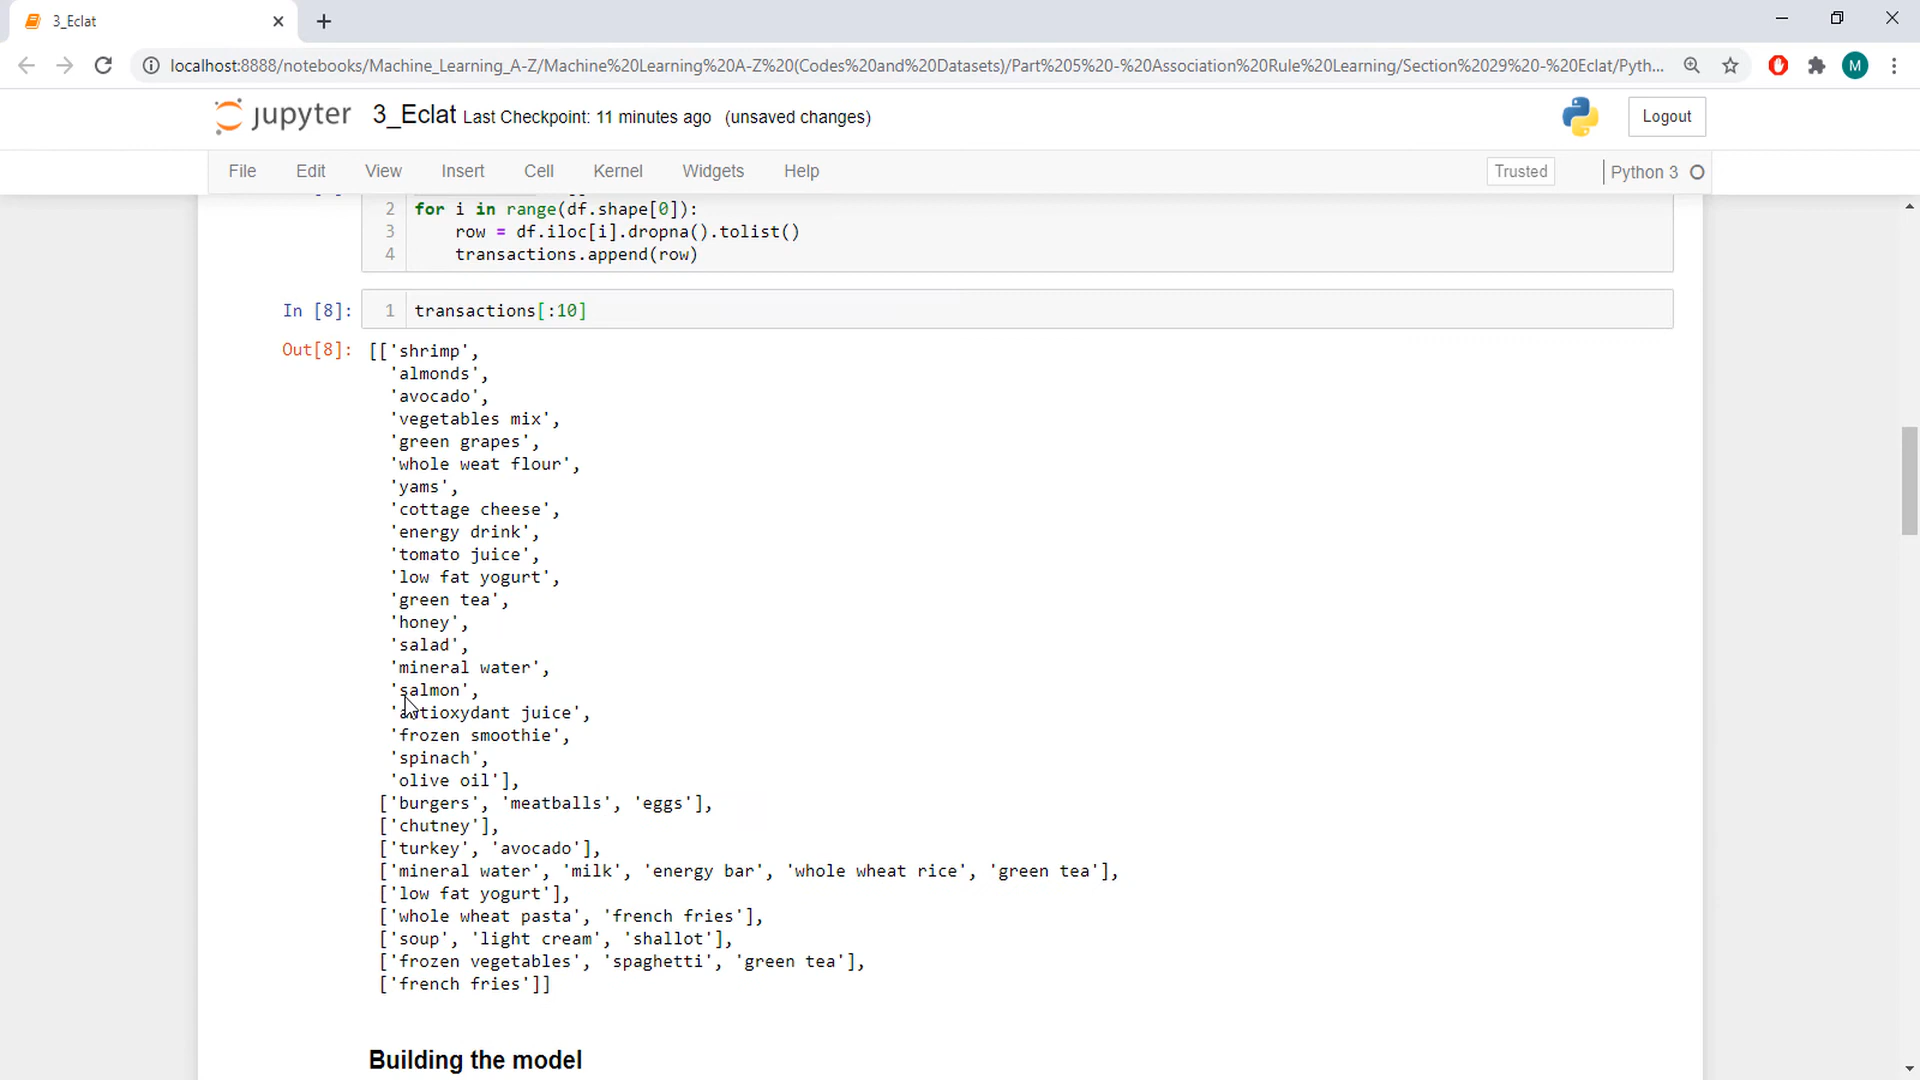 3_Eclat
localhost:8888/notebooks/Machine_Learning_A-Z/Machine%20Learning%20A-Z%20(Codes%20and%20Datasets)/Part%205%20-%20Association%20Rule%20Learning/Section%2029%20-%20Eclat/Pyth...
M
jupyter 3_Eclat Last Checkpoint: 11 minutes ago (unsaved changes)
Logout
File Edit View Insert Cell Kernel Widgets Help Trusted Python 3
2 for i in range(df.shape[0]):
3 row = df.iloc[i].dropna().tolist()
4 transactions.append(row)
In [8]: 1 transactions[:10]
Out[8]: [['shrimp',
'almonds',
'avocado',
'vegetables mix',
'green grapes',
'whole weat flour',
'yams',
'cottage cheese',
'energy drink',
'tomato juice',
'low fat yogurt',
'green tea',
'honey',
'salad',
'mineral water',
'salmon',
'antioxydant juice',
'frozen smoothie',
'spinach',
'olive oil'],
['burgers', 'meatballs', 'eggs'],
['chutney'],
['turkey', 'avocado'],
['mineral water', 'milk', 'energy bar', 'whole wheat rice', 'green tea'],
['low fat yogurt'],
['whole wheat pasta', 'french fries'],
['soup', 'light cream', 'shallot'],
['frozen vegetables', 'spaghetti', 'green tea'],
['french fries']]
Building the model